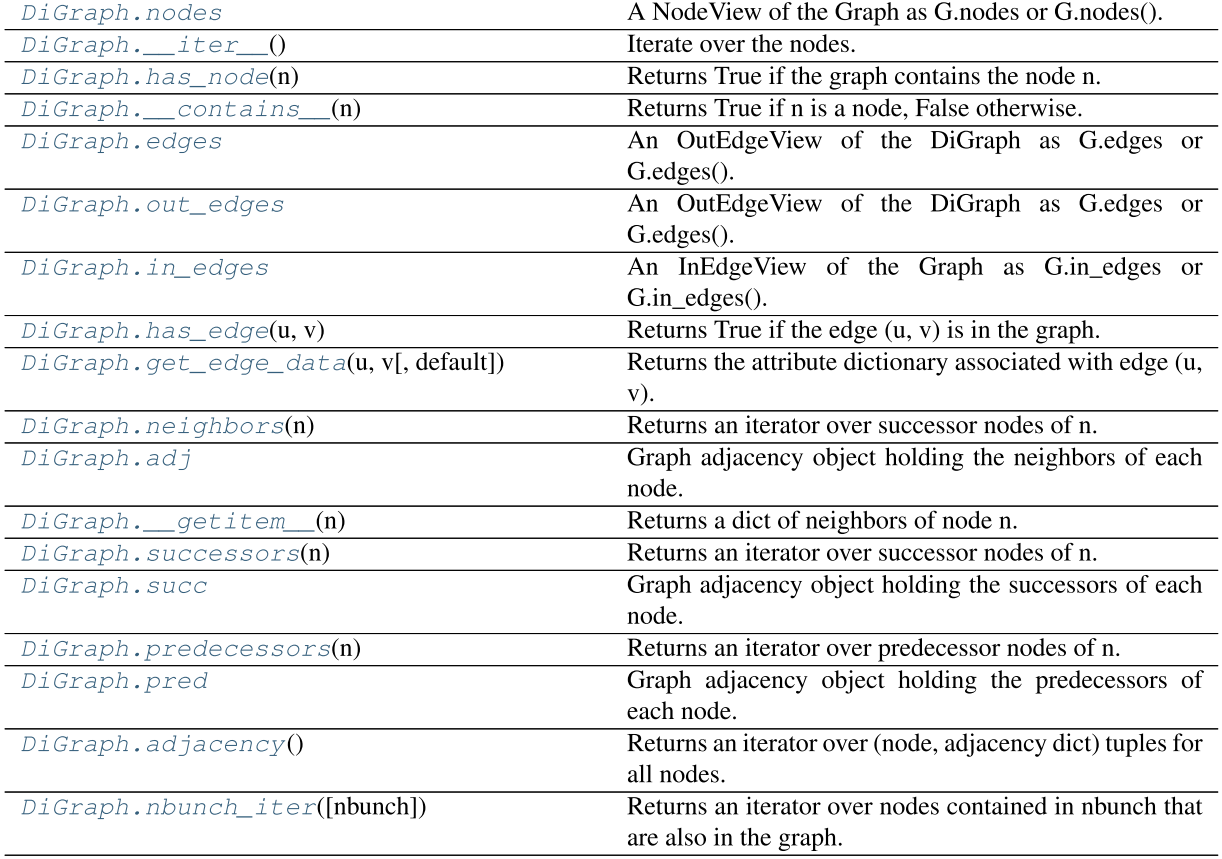 DiGraph.nodes A NodeView of the Graph as G.nodes or G.nodes().
DiGraph.__iter__() Iterate over the nodes.
DiGraph.has_node(n) Returns True if the graph contains the node n.
DiGraph.__contains__(n) Returns True if n is a node, False otherwise.
DiGraph.edges An OutEdgeView of the DiGraph as G.edges or
G.edges().
DiGraph.out_edges An OutEdgeView of the DiGraph as G.edges or
G.edges().
DiGraph.in_edges An InEdgeView of the Graph as G.in_edges or
G.in_edges().
DiGraph.has_edge(u, v) Returns True if the edge (u, v) is in the graph.
DiGraph.get_edge_data(u, v[, default]) Returns the attribute dictionary associated with edge (u,
v).
DiGraph.neighbors(n) Returns an iterator over successor nodes of n.
DiGraph.adj Graph adjacency object holding the neighbors of each
node.
DiGraph.__getitem__(n) Returns a dict of neighbors of node n.
DiGraph.successors(n) Returns an iterator over successor nodes of n.
DiGraph.succ Graph adjacency object holding the successors of each
node.
DiGraph.predecessors(n) Returns an iterator over predecessor nodes of n.
DiGraph.pred Graph adjacency object holding the predecessors of
each node.
DiGraph.adjacency() Returns an iterator over (node, adjacency dict) tuples for
all nodes.
DiGraph.nbunch_iter([nbunch]) Returns an iterator over nodes contained in nbunch that
are also in the graph.